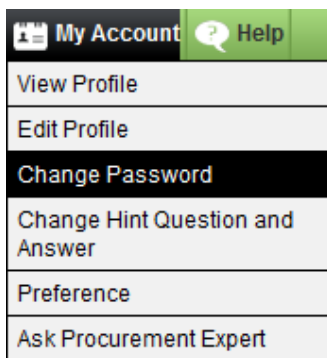 My Account Help
View Profile
Edit Profile
Change Password
Change Hint Question and
Answer
Preference
Ask Procurement Expert